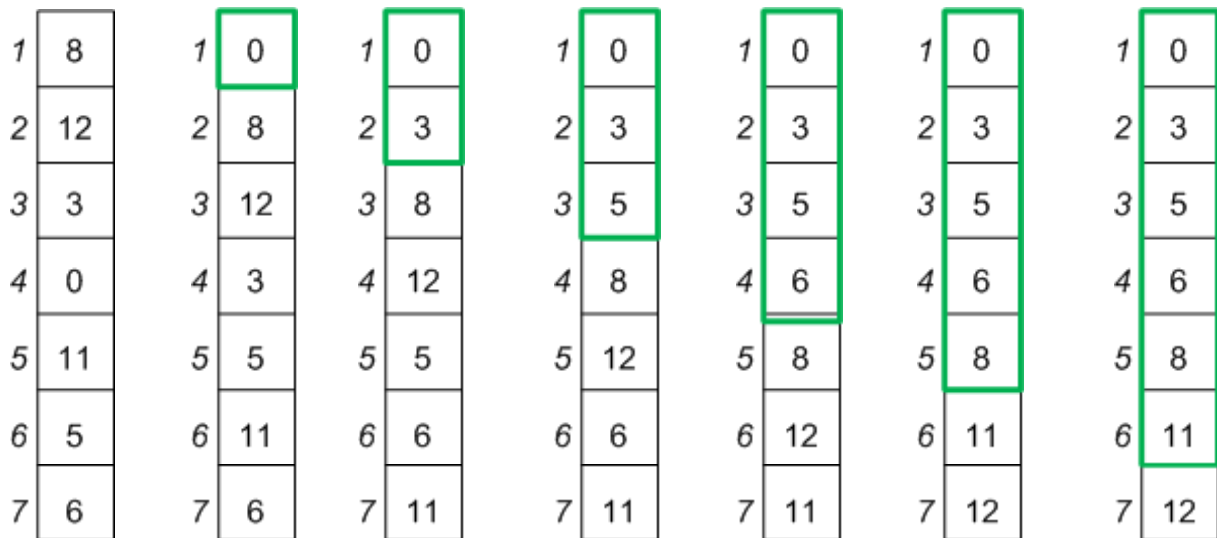 1 8 1 0 1 0 1 0 1 0 1 0 1 0
2 12 2 8 2 3 2 3 2 3 2 3 2 3
3 3 3 12 3 8 3 5 3 5 3 5 3 5
4 0 4 3 4 12 4 8 4 6 4 6 4 6
5 11 5 5 5 5 5 12 5 8 5 8 5 8
6 5 6 11 6 6 6 6 6 12 6 11 6 11
7 6 7 6 7 11 7 11 7 11 7 12 7 12